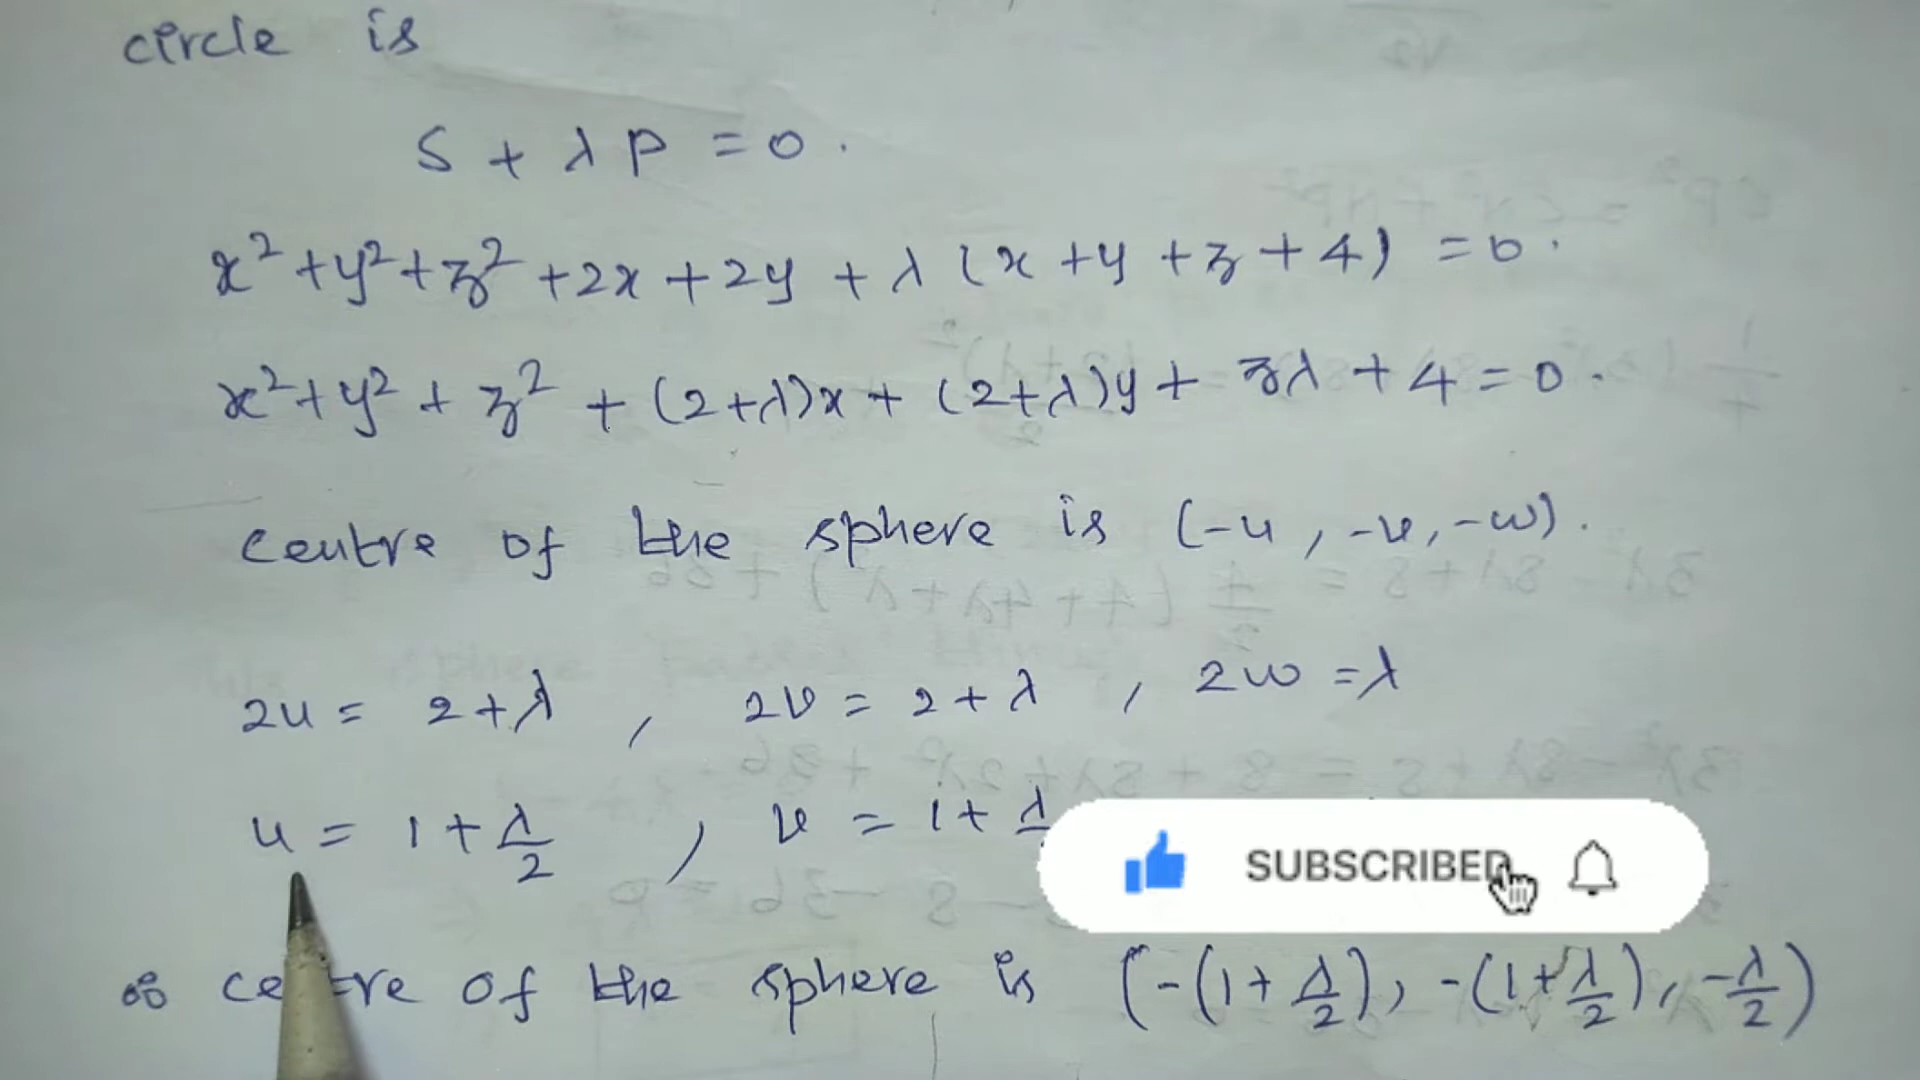 circle is
S + λ P = 0.
x² + y² + z² + 2x + 2y + λ (x + y + z + 4) = 0.
x² + y² + z² + (2+λ)x + (2+λ)y + zλ + 4 = 0.
Centre of the sphere is (-u, -v, -w).
2u = 2+λ , 2v = 2+λ , 2w = λ
u = 1 + λ/2 , v = 1 + λ
SUBSCRIBED
∴ centre of the sphere is (-(1+λ/2), -(1+λ/2), -λ/2)